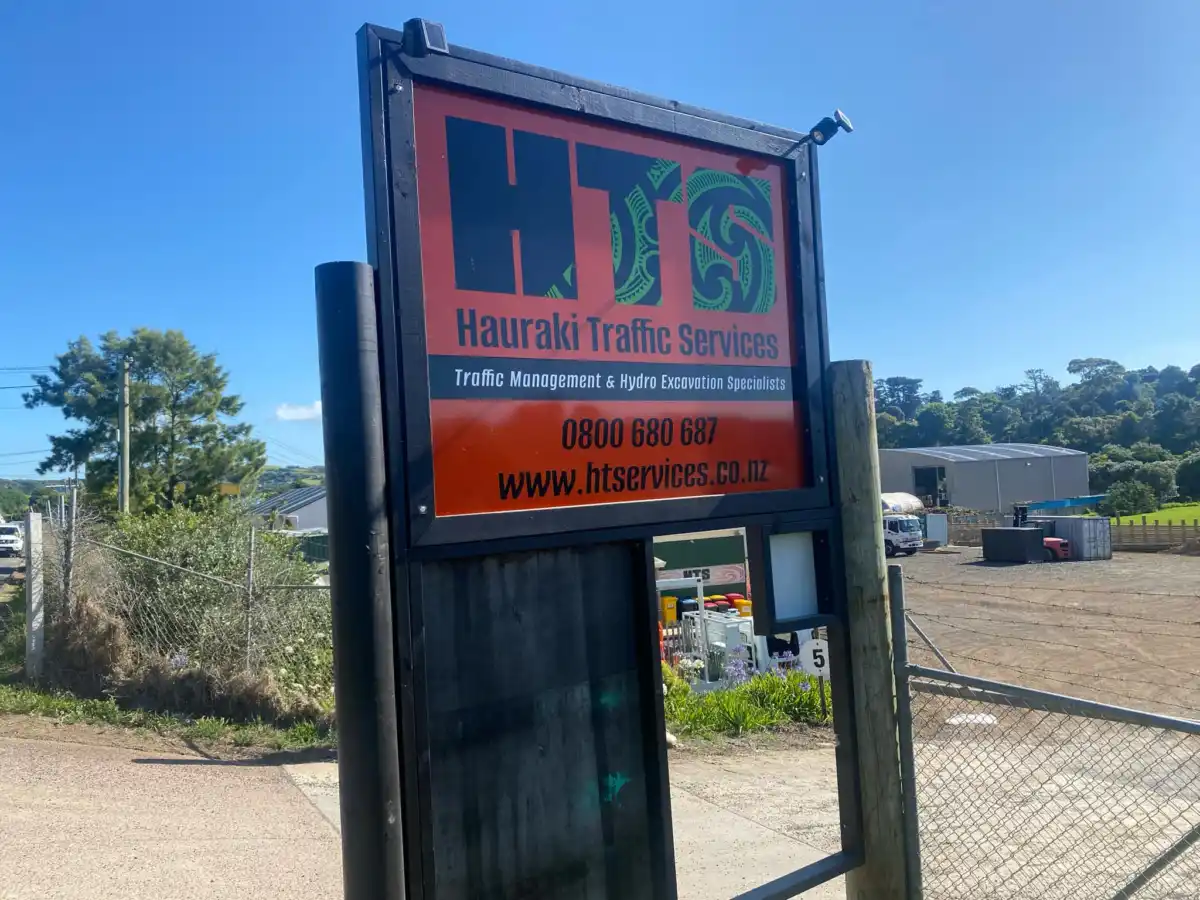 HTS
Hauraki Traffic Services
Traffic Management & Hydro Excavation Specialists
0800 680 687
www.htservices.co.nz
HTS
5